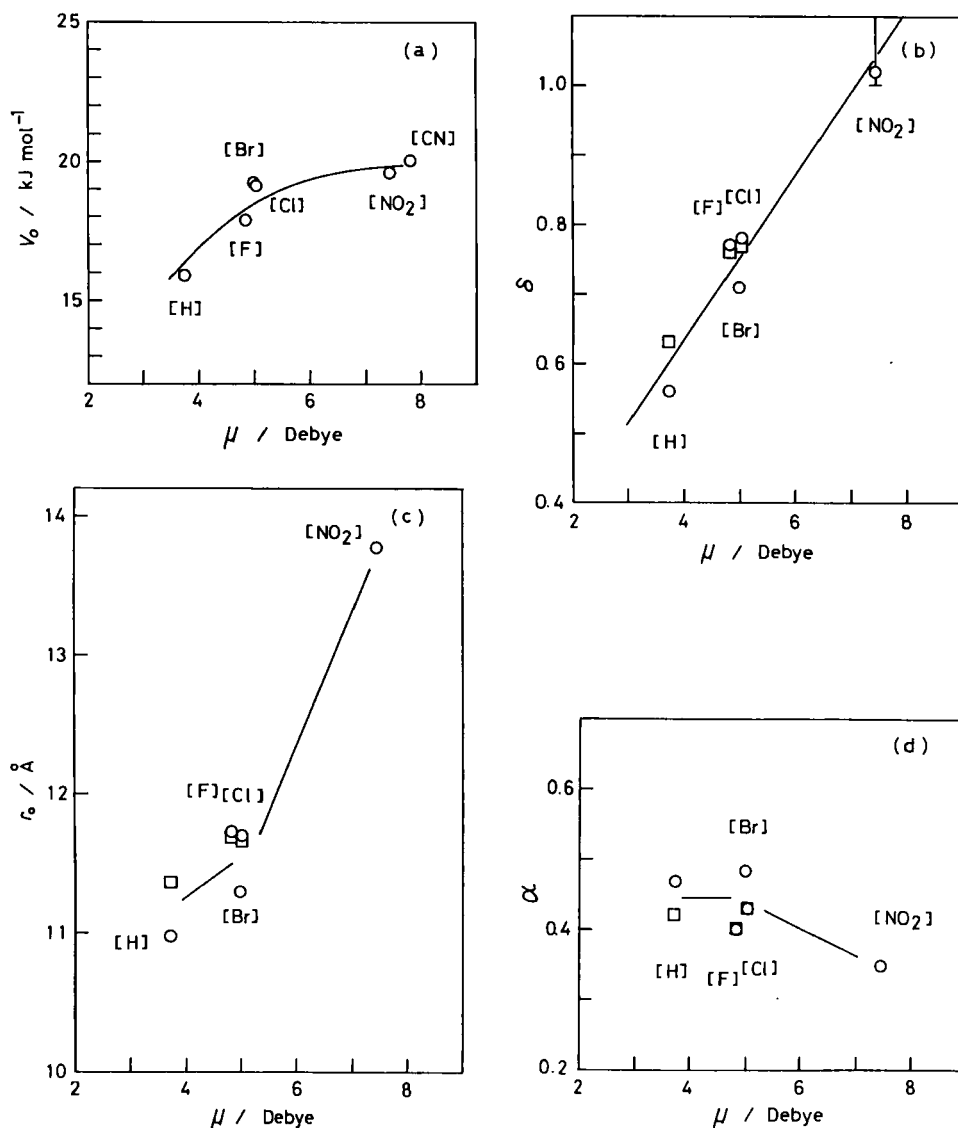 (a)
25
20
15
V₀ / kJ mol⁻¹
[Br]
[CN]
[Cl]
[NO₂]
[F]
[H]
2 4 6 8
μ / Debye
(b)
1.0
0.8
0.6
0.4
δ
[NO₂]
[F] [Cl]
[Br]
[H]
2 4 6 8
μ / Debye
(c)
14
13
12
11
10
r₀ / Å
[NO₂]
[F] [Cl]
[H]
[Br]
2 4 6 8
μ / Debye
(d)
0.6
0.4
0.2
α
[Br]
[NO₂]
[H]
[F] [Cl]
2 4 6 8
μ / Debye